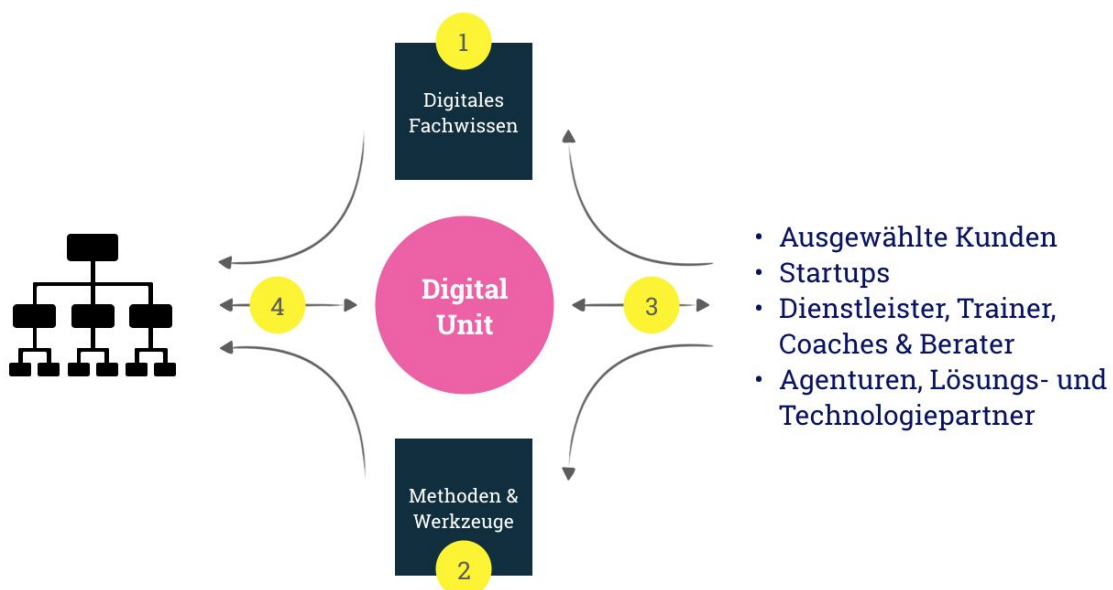 1
Digitales
Fachwissen
Digital
Unit
4
3
• Ausgewählte Kunden
• Startups
• Dienstleister, Trainer,
Coaches & Berater
• Agenturen, Lösungs- und
Technologiepartner
Methoden &
Werkzeuge
2